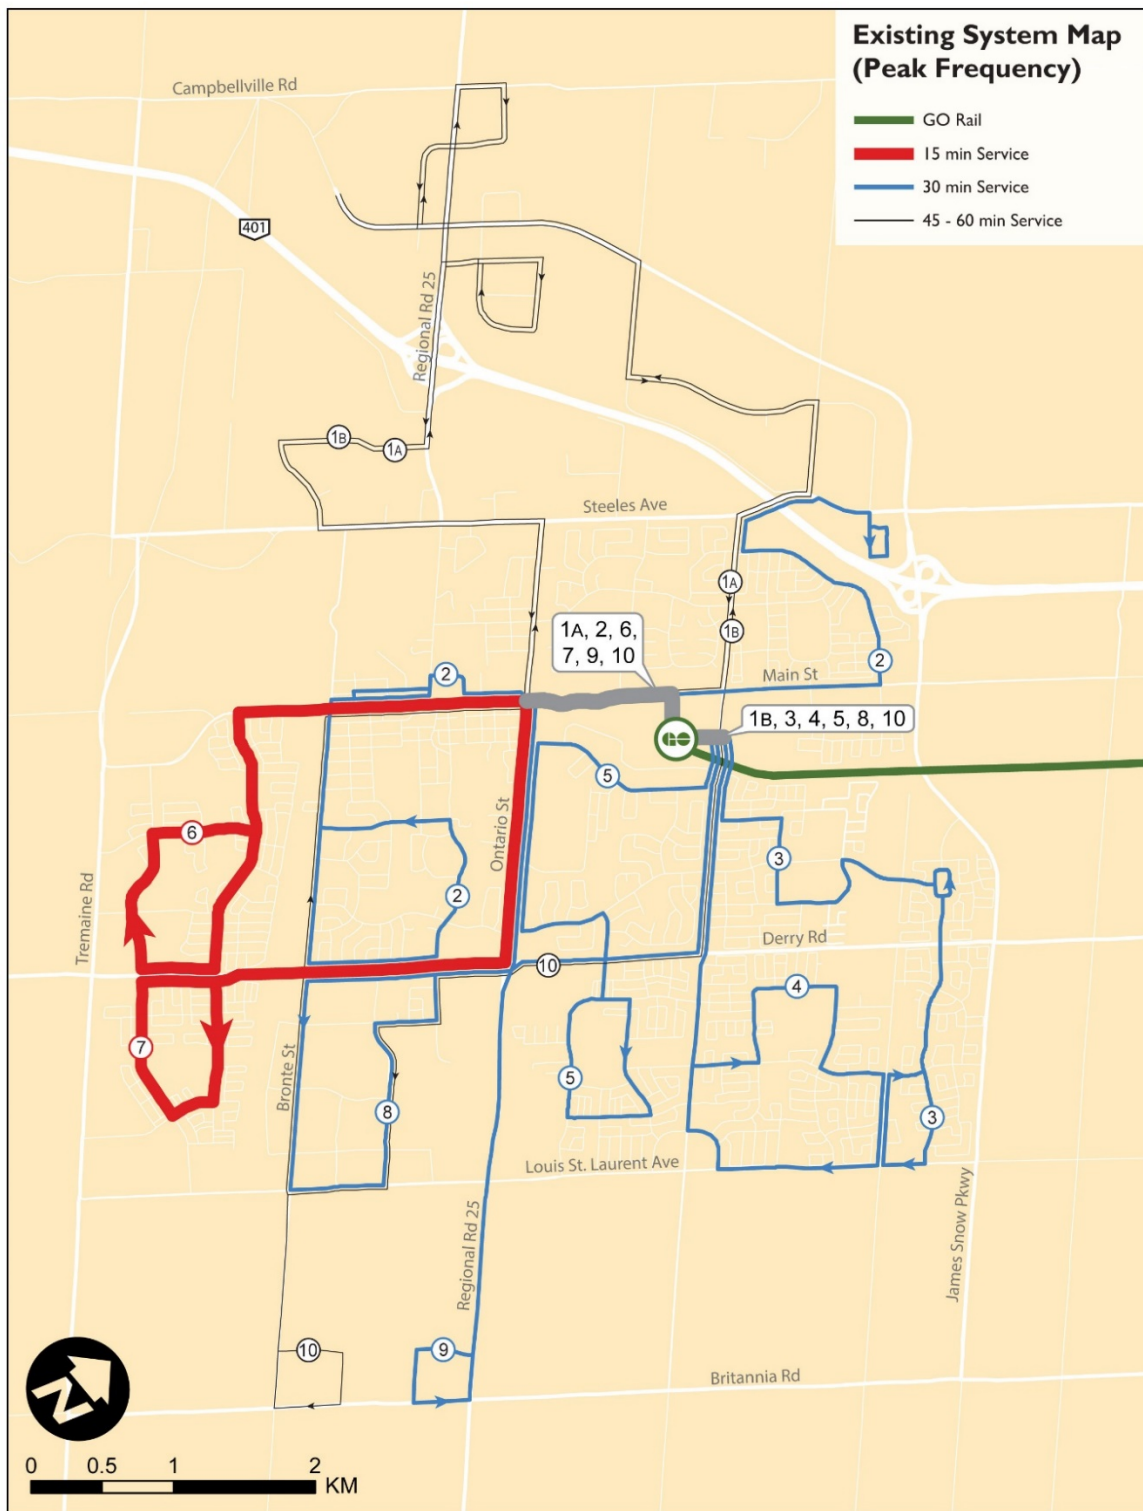 Existing System Map
(Peak Frequency)
GO Rail
15 min Service
30 min Service
45 - 60 min Service
Campbellville Rd
401
Regional Rd 25
1B
1A
Steeles Ave
1A
1B
1A, 2, 6,
7, 9, 10
2
2
Main St
1B, 3, 4, 5, 8, 10
GO
5
6
Ontario St
3
2
Tremaine Rd
Derry Rd
10
4
7
Bronte St
5
8
3
Louis St. Laurent Ave
Regional Rd 25
James Snow Pkwy
10
9
Britannia Rd
N
0 0.5 1 2
KM